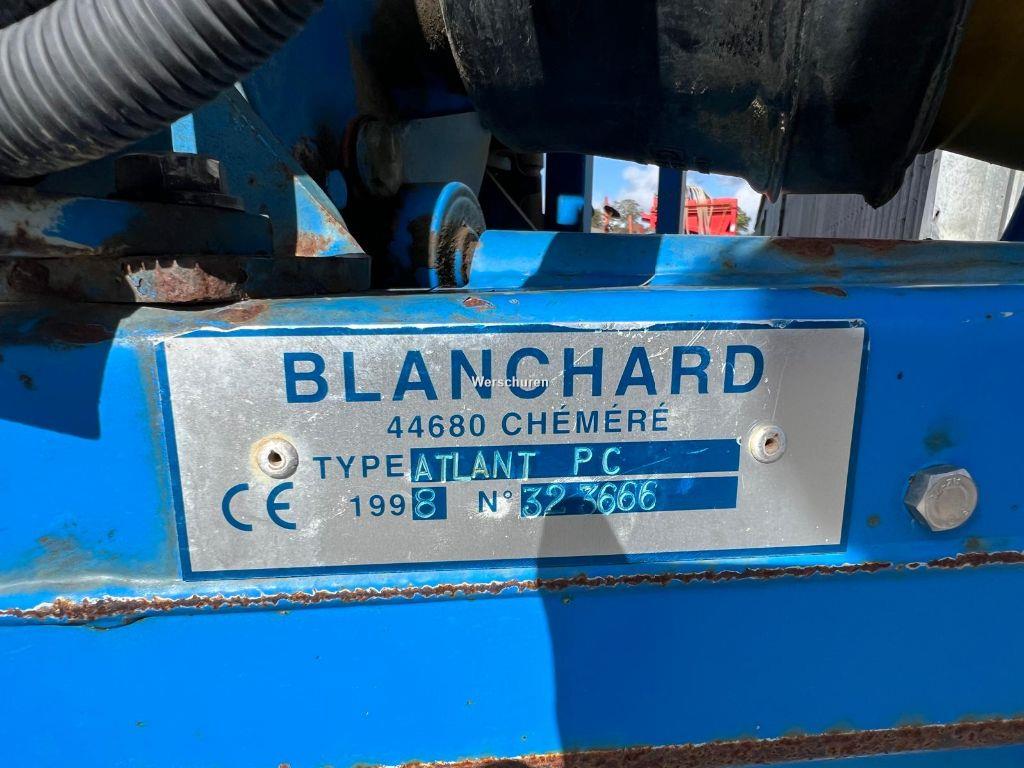 BLANCHARD
Werschuren
44680 CHÉMÉRÉ
TYPE ATLANT PC
1998 N° 32 3666
CE